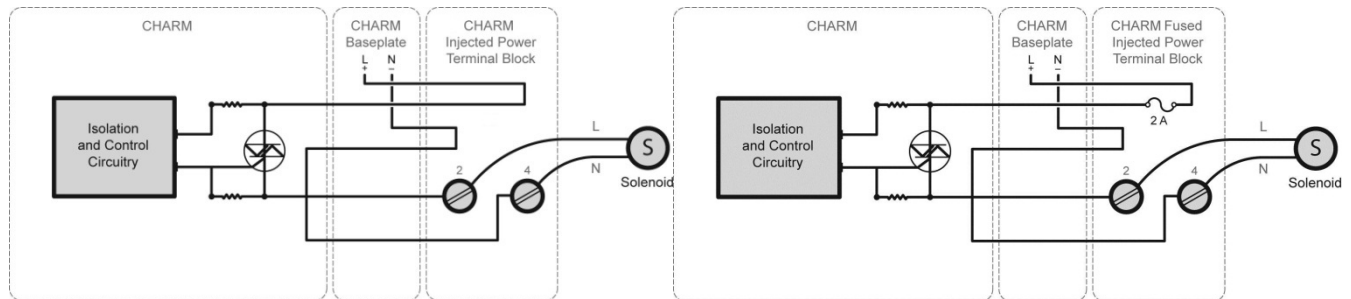 CHARM
CHARM
Baseplate
CHARM
Injected Power
Terminal Block
L
+
N
–
Isolation
and Control
Circuitry
2
4
L
N
S
Solenoid
CHARM
CHARM
Baseplate
CHARM Fused
Injected Power
Terminal Block
L
+
N
–
2 A
Isolation
and Control
Circuitry
2
4
L
N
S
Solenoid